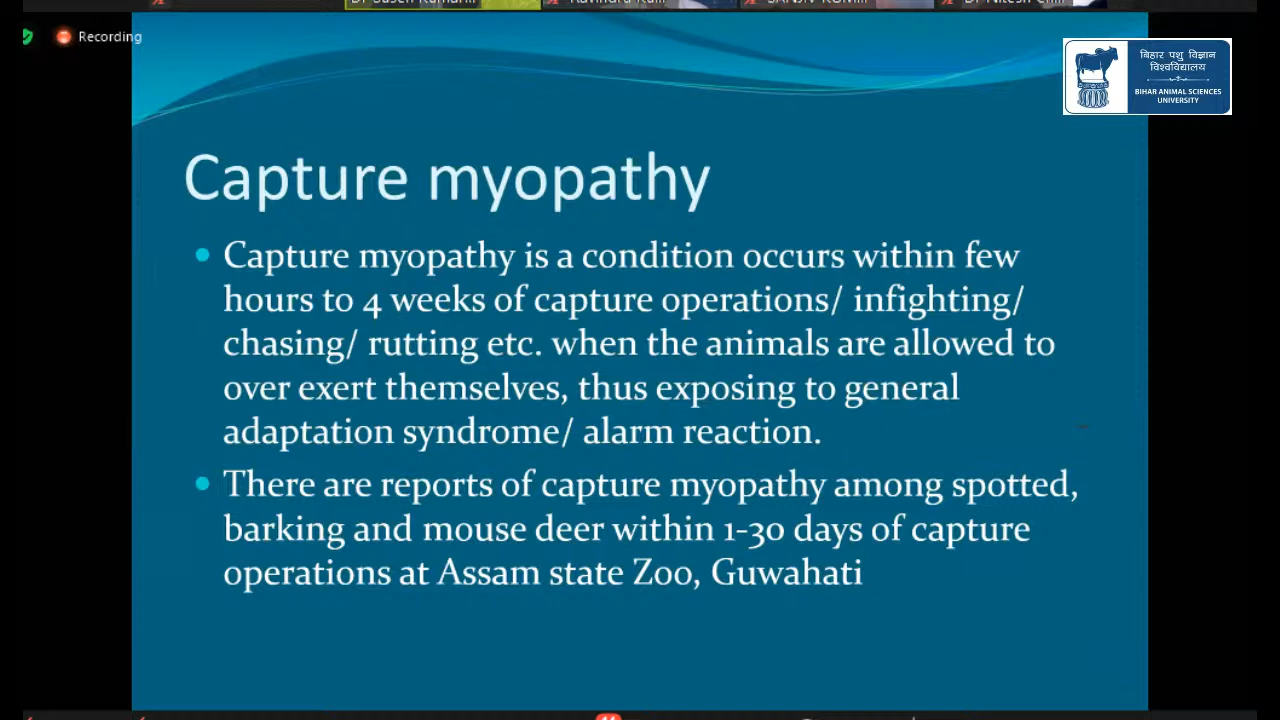 Recording
बिहार पशु विज्ञान
विश्वविद्यालय
BIHAR ANIMAL SCIENCES
UNIVERSITY
Capture myopathy
Capture myopathy is a condition occurs within few
hours to 4 weeks of capture operations/ infighting/
chasing/ rutting etc. when the animals are allowed to
over exert themselves, thus exposing to general
adaptation syndrome/ alarm reaction.
There are reports of capture myopathy among spotted,
barking and mouse deer within 1-30 days of capture
operations at Assam state Zoo, Guwahati